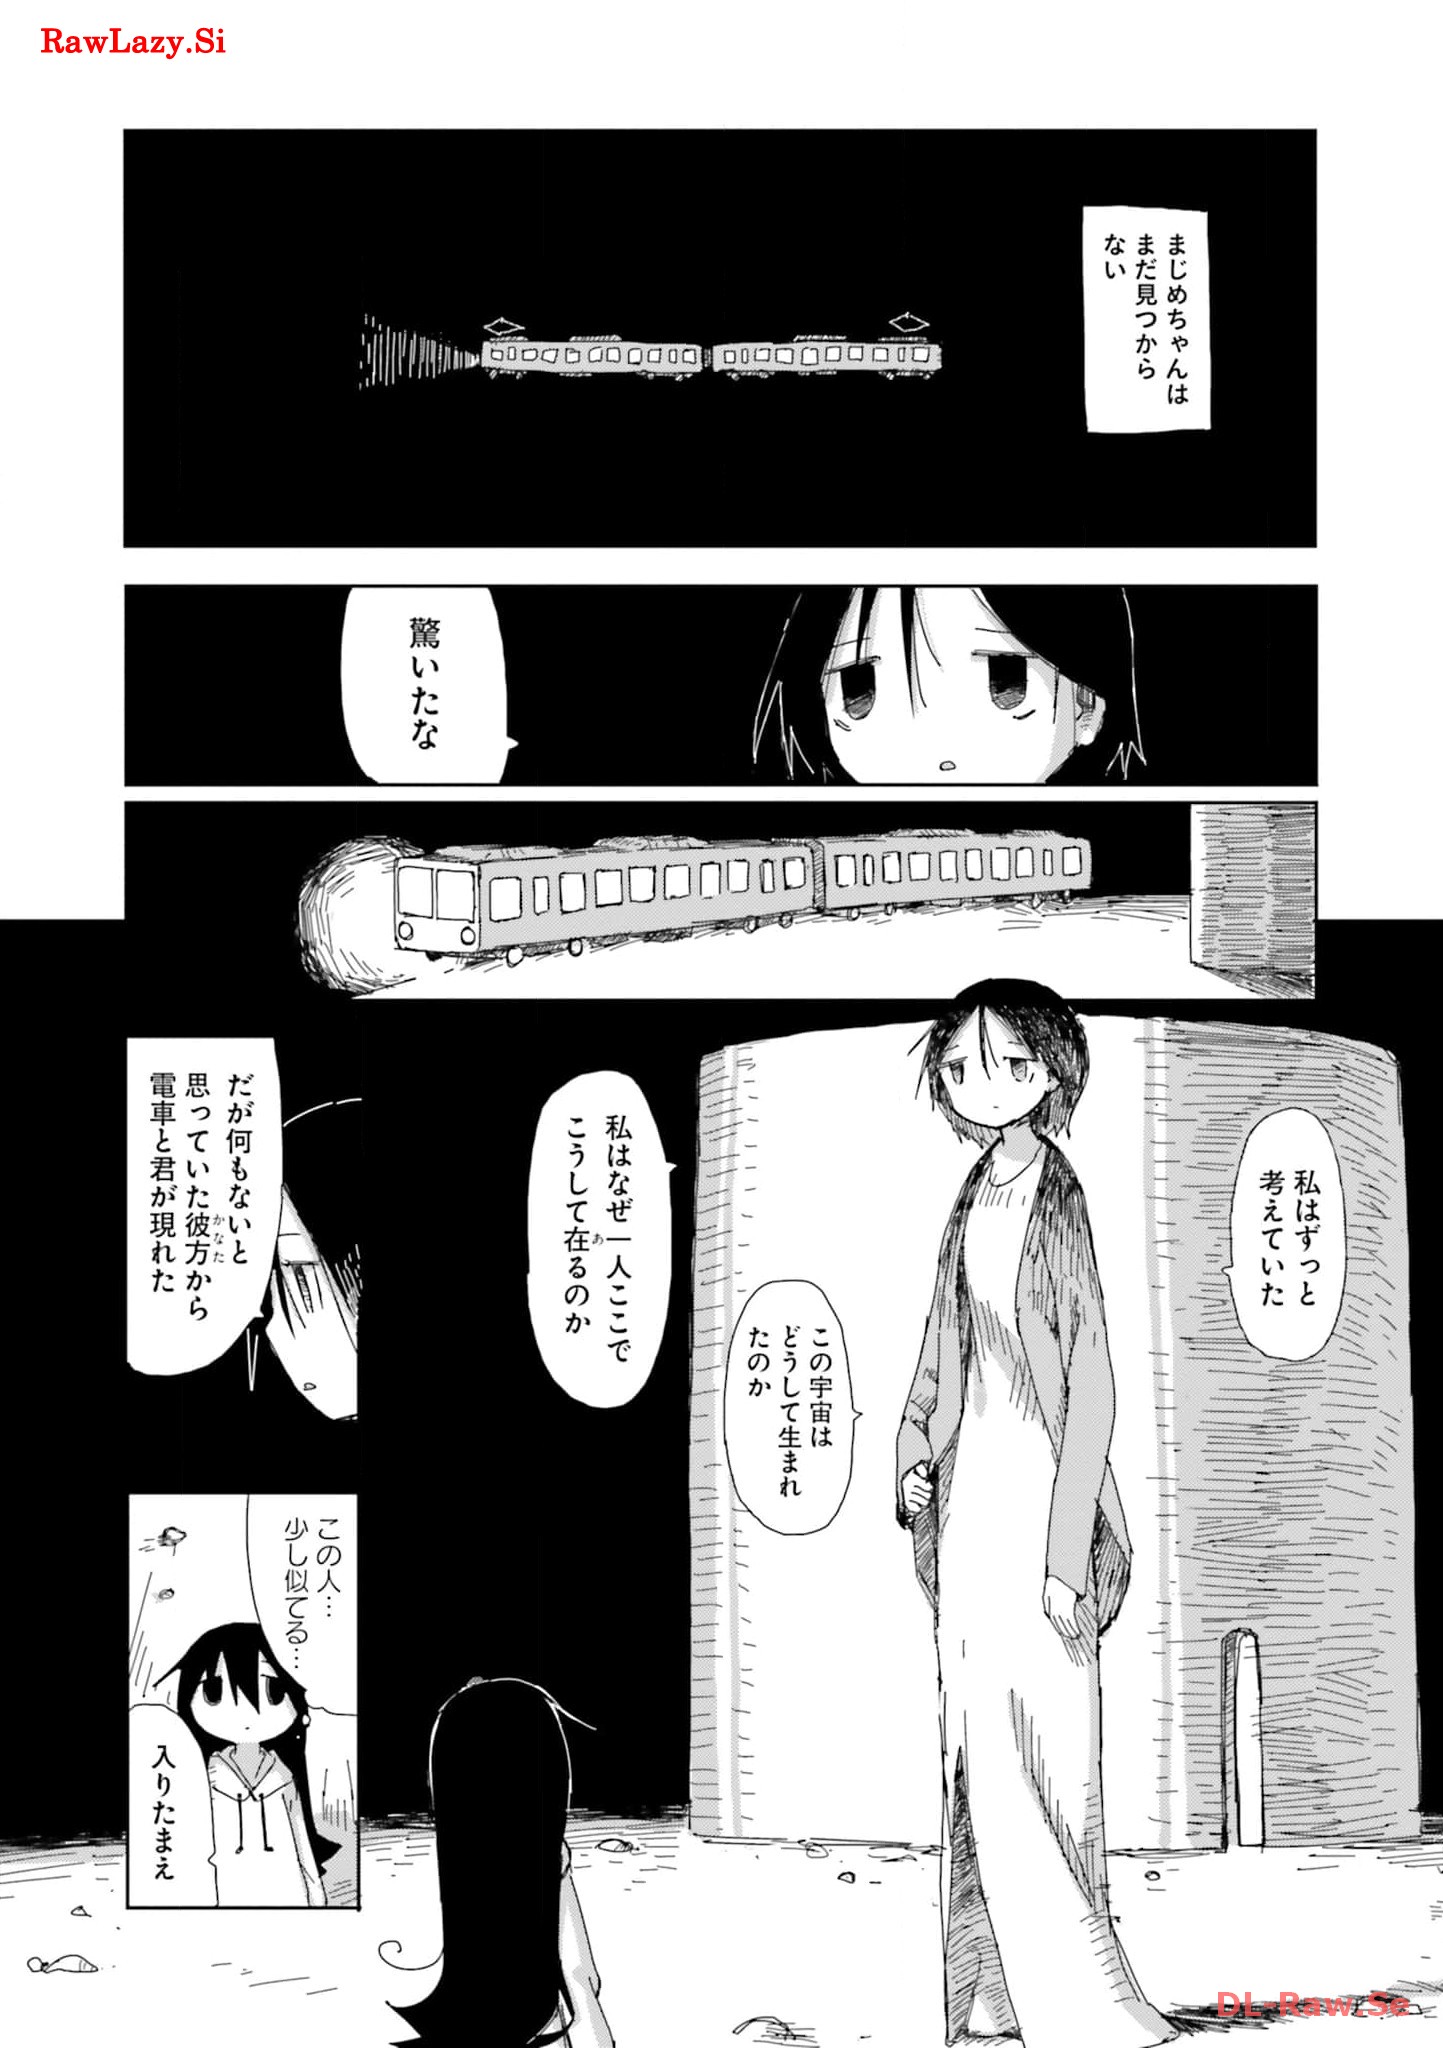 RawLazy.Si
まじめちゃんは
まだ見つから
ない
驚いたな
私はずっと
考えていた
この宇宙は
どうして生まれ
たのか
私はなぜ一人ここで
こうして在るのか
あ
だが何もないと
思っていた彼方から
かなた
電車と君が現れた
この人…
少し似てる…
入りたまえ
DL-Raw.Se